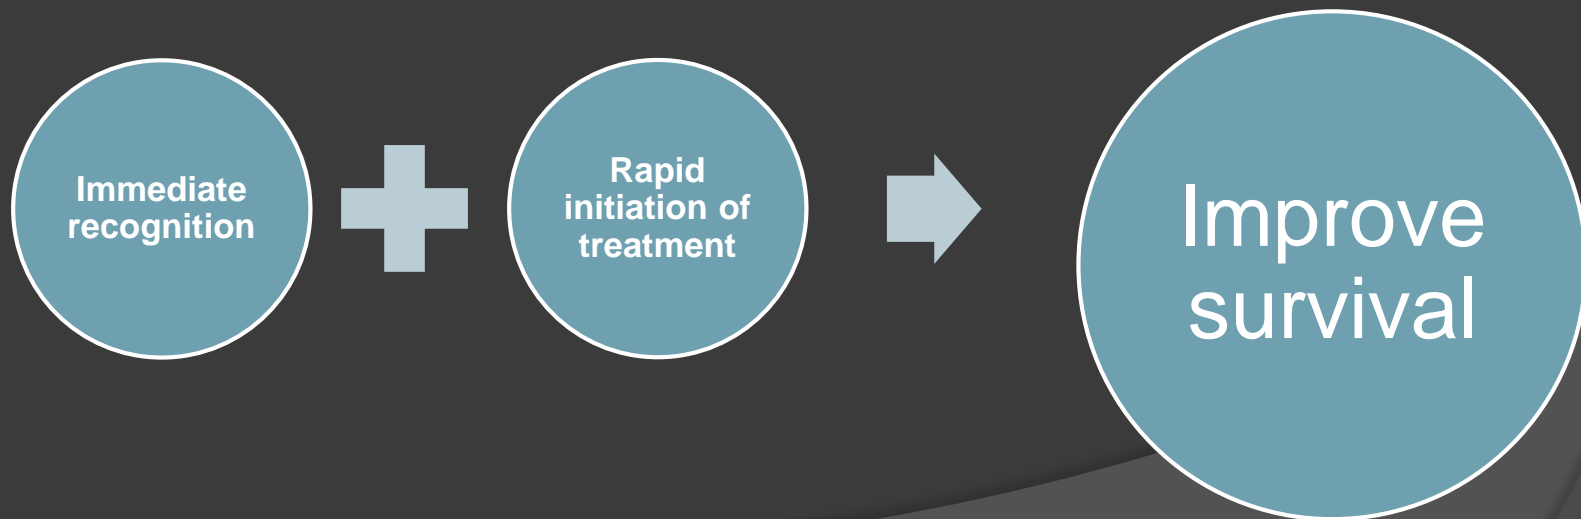 Immediate
recognition
Rapid
initiation of
treatment
Improve
survival